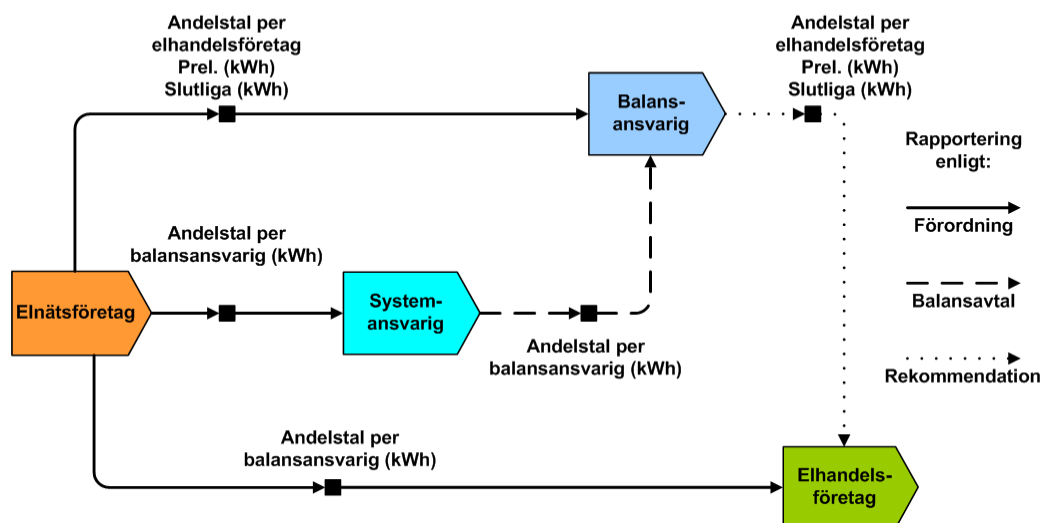 Andelstal per
elhandelsföretag
Prel. (kWh)
Slutliga (kWh)
Andelstal per
elhandelsföretag
Prel. (kWh)
Slutliga (kWh)
Balans-
ansvarig
Rapportering
enligt:
Förordning
Balansavtal
Rekommendation
Andelstal per
balansansvarig (kWh)
Elnätsföretag
System-
ansvarig
Andelstal per
balansansvarig (kWh)
Andelstal per
balansansvarig (kWh)
Elhandels-
företag